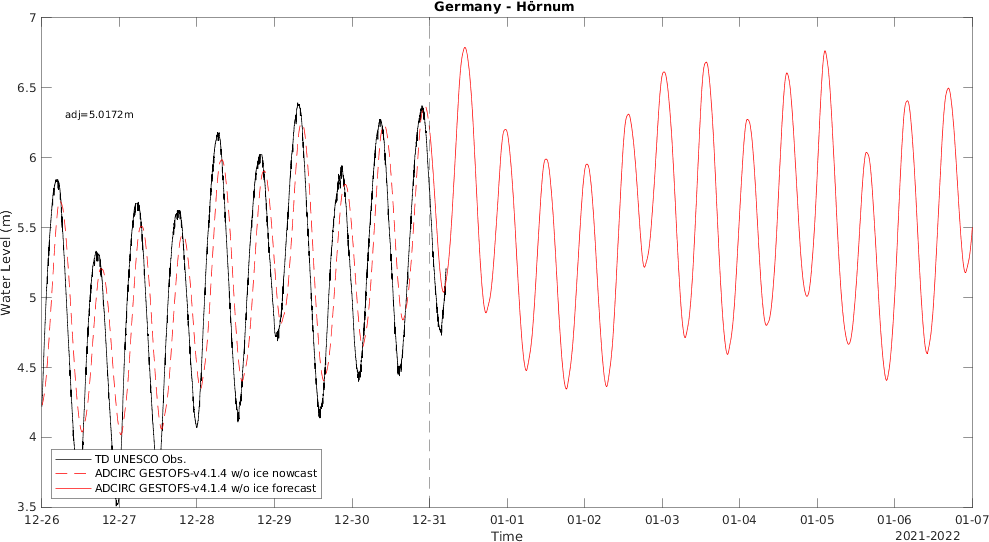 Germany - Hörnum
7
6.5
6
5.5
5
4.5
4
3.5
Water Level (m)
adj=5.0172m
TD UNESCO Obs.
ADCIRC GESTOFS-v4.1.4 w/o ice nowcast
ADCIRC GESTOFS-v4.1.4 w/o ice forecast
12-26 12-27 12-28 12-29 12-30 12-31 01-01 01-02 01-03 01-04 01-05 01-06 01-07
Time
2021-2022